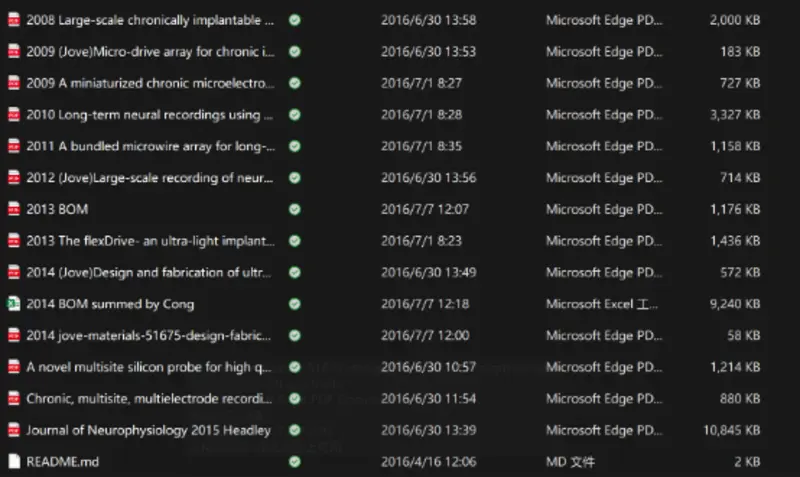 2008 Large-scale chronically implantable ... 2016/6/30 13:58 Microsoft Edge PD... 2,000 KB
2009 (Jove)Micro-drive array for chronic i... 2016/6/30 13:53 Microsoft Edge PD... 183 KB
2009 A miniaturized chronic microelectro... 2016/7/1 8:27 Microsoft Edge PD... 727 KB
2010 Long-term neural recordings using ... 2016/7/1 8:28 Microsoft Edge PD... 3,327 KB
2011 A bundled microwire array for long-... 2016/7/1 8:35 Microsoft Edge PD... 1,158 KB
2012 (Jove)Large-scale recording of neur... 2016/6/30 13:56 Microsoft Edge PD... 714 KB
2013 BOM 2016/7/7 12:07 Microsoft Edge PD... 1,176 KB
2013 The flexDrive- an ultra-light implant... 2016/7/1 8:23 Microsoft Edge PD... 1,436 KB
2014 (Jove)Design and fabrication of ultr... 2016/6/30 13:49 Microsoft Edge PD... 572 KB
2014 BOM summed by Cong 2016/7/7 12:18 Microsoft Excel 工... 9,240 KB
2014 jove-materials-51675-design-fabric... 2016/7/7 12:00 Microsoft Edge PD... 58 KB
A novel multisite silicon probe for high q... 2016/6/30 10:57 Microsoft Edge PD... 1,214 KB
Chronic, multisite, multielectrode recordi... 2016/6/30 11:54 Microsoft Edge PD... 880 KB
Journal of Neurophysiology 2015 Headley 2016/6/30 13:39 Microsoft Edge PD... 10,845 KB
README.md 2016/4/16 12:06 MD 文件 2 KB